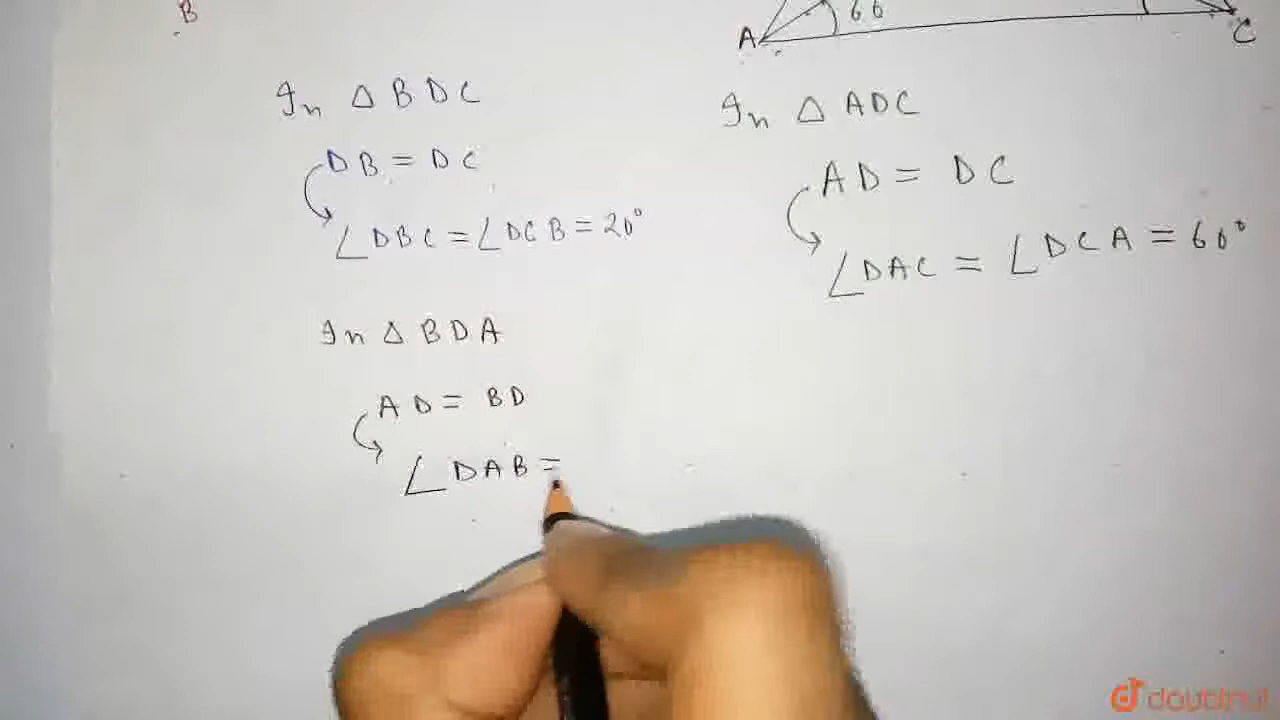 B
60
A
C
In △ BDC
DB = DC
∠DBC = ∠DCB = 20°
In △ ADC
AD = DC
∠DAC = ∠DCA = 60°
In △ BDA
AD = BD
∠DAB =
doubtnut